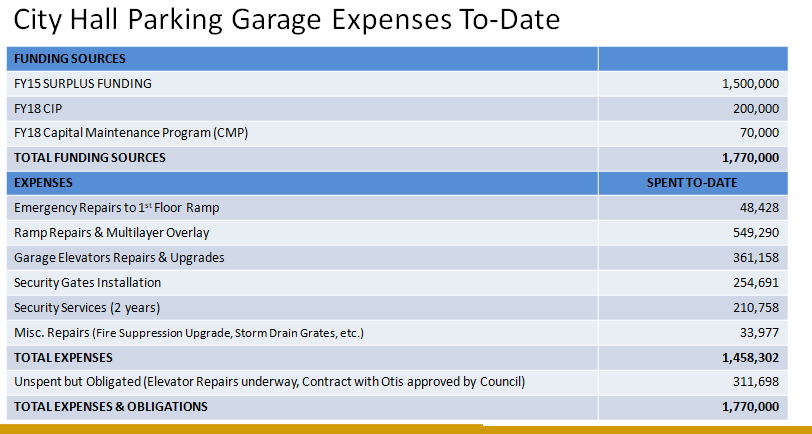 City Hall Parking Garage Expenses To-Date
FUNDING SOURCES
FY15 SURPLUS FUNDING 1,500,000
FY18 CIP 200,000
FY18 Capital Maintenance Program (CMP) 70,000
TOTAL FUNDING SOURCES 1,770,000
EXPENSES SPENT TO-DATE
Emergency Repairs to 1st Floor Ramp 48,428
Ramp Repairs & Multilayer Overlay 549,290
Garage Elevators Repairs & Upgrades 361,158
Security Gates Installation 254,691
Security Services (2 years) 210,758
Misc. Repairs (Fire Suppression Upgrade, Storm Drain Grates, etc.) 33,977
TOTAL EXPENSES 1,458,302
Unspent but Obligated (Elevator Repairs underway, Contract with Otis approved by Council) 311,698
TOTAL EXPENSES & OBLIGATIONS 1,770,000